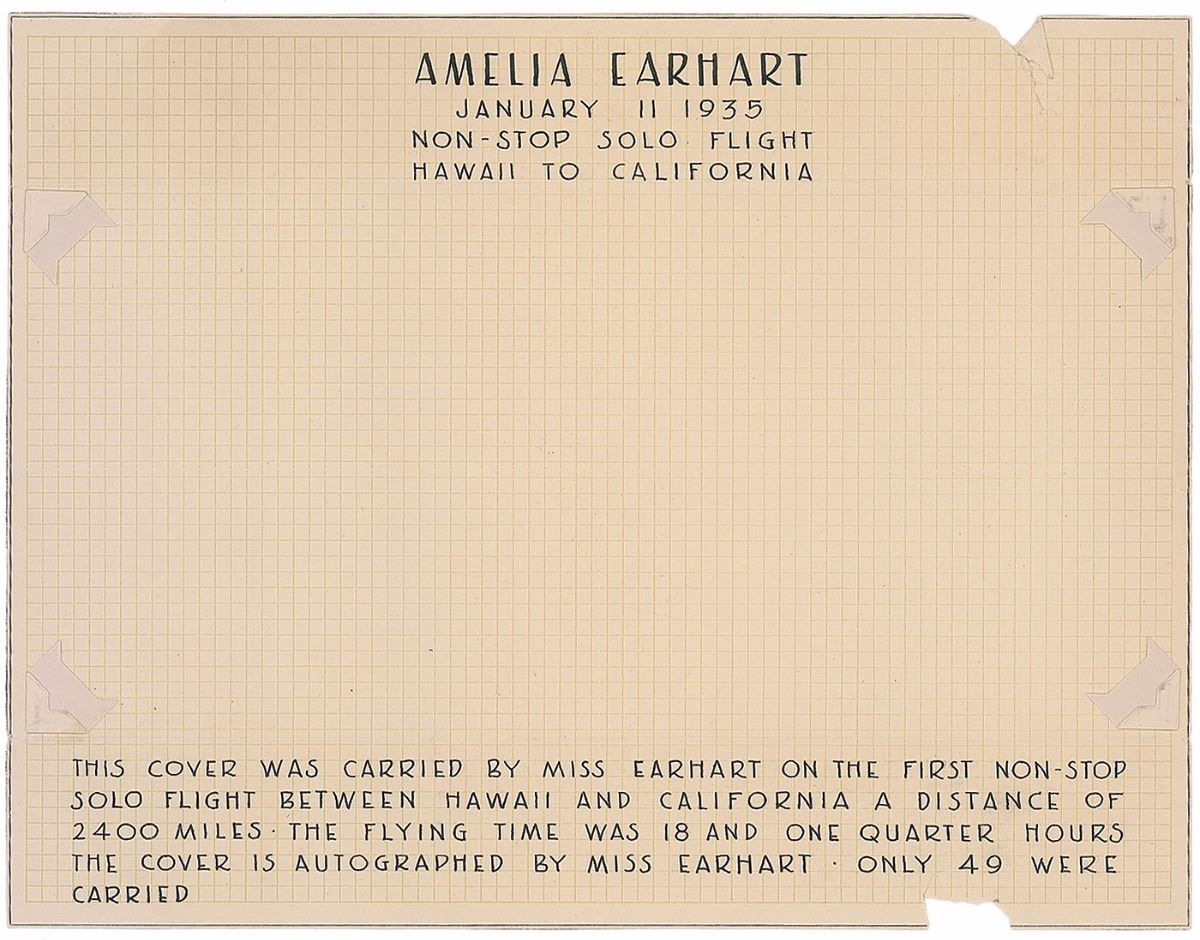 AMELIA EARHART
JANUARY 11 1935
NON-STOP SOLO FLIGHT
HAWAII TO CALIFORNIA
THIS COVER WAS CARRIED BY MISS EARHART ON THE FIRST NON-STOP
SOLO FLIGHT BETWEEN HAWAII AND CALIFORNIA A DISTANCE OF
2400 MILES · THE FLYING TIME WAS 18 AND ONE QUARTER HOURS
THE COVER IS AUTOGRAPHED BY MISS EARHART · ONLY 49 WERE
CARRIED